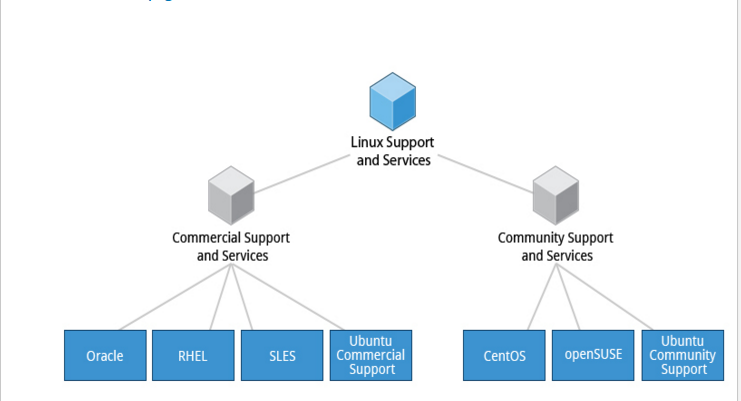 Linux Support
and Services
Commercial Support
and Services
Community Support
and Services
Oracle
RHEL
SLES
Ubuntu
Commercial
Support
CentOS
openSUSE
Ubuntu
Community
Support